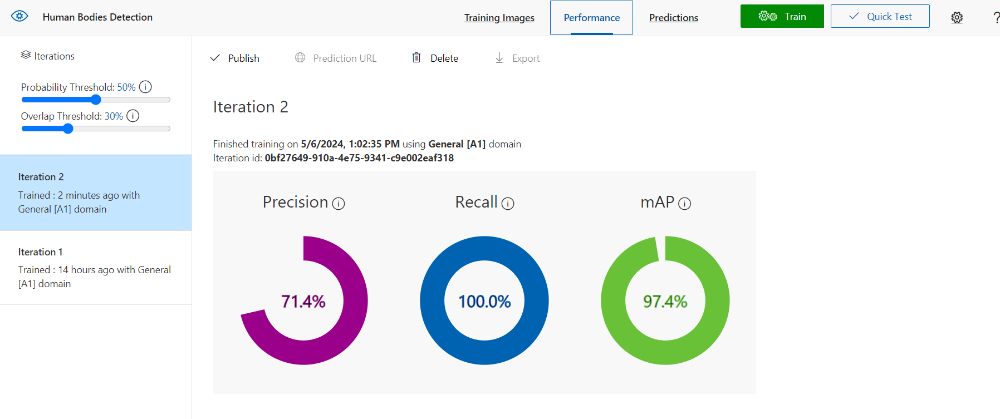 Human Bodies Detection
Training Images
Performance
Predictions
Train
Quick Test
?
Iterations
Probability Threshold: 50% i
Overlap Threshold: 30% i
Iteration 2
Trained : 2 minutes ago with
General [A1] domain
Iteration 1
Trained : 14 hours ago with General
[A1] domain
Publish
Prediction URL
Delete
Export
Iteration 2
Finished training on 5/6/2024, 1:02:35 PM using General [A1] domain
Iteration id: 0bf27649-910a-4e75-9341-c9e002eaf318
Precision i
Recall i
mAP i
71.4%
100.0%
97.4%